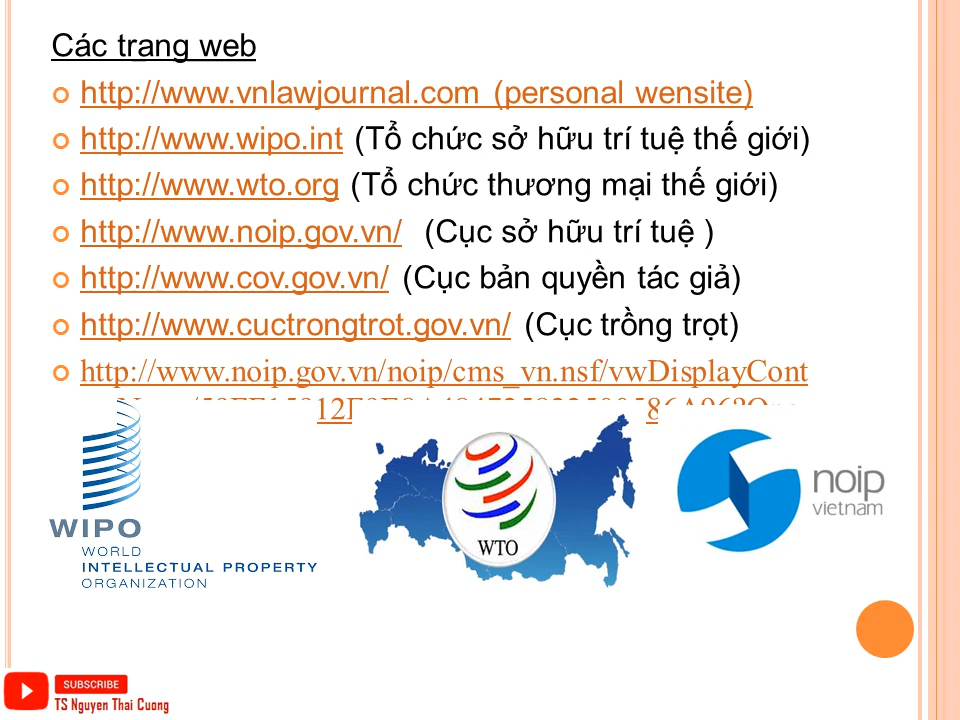 Các trang web
http://www.vnlawjournal.com (personal wensite)
http://www.wipo.int (Tổ chức sở hữu trí tuệ thế giới)
http://www.wto.org (Tổ chức thương mại thế giới)
http://www.noip.gov.vn/ (Cục sở hữu trí tuệ )
http://www.cov.gov.vn/ (Cục bản quyền tác giả)
http://www.cuctrongtrot.gov.vn/ (Cục trồng trọt)
http://www.noip.gov.vn/noip/cms_vn.nsf/vwDisplayCont
WIPO
WORLD
INTELLECTUAL PROPERTY
ORGANIZATION
WTO
noip
vietnam
SUBSCRIBE
TS Nguyen Thai Cuong